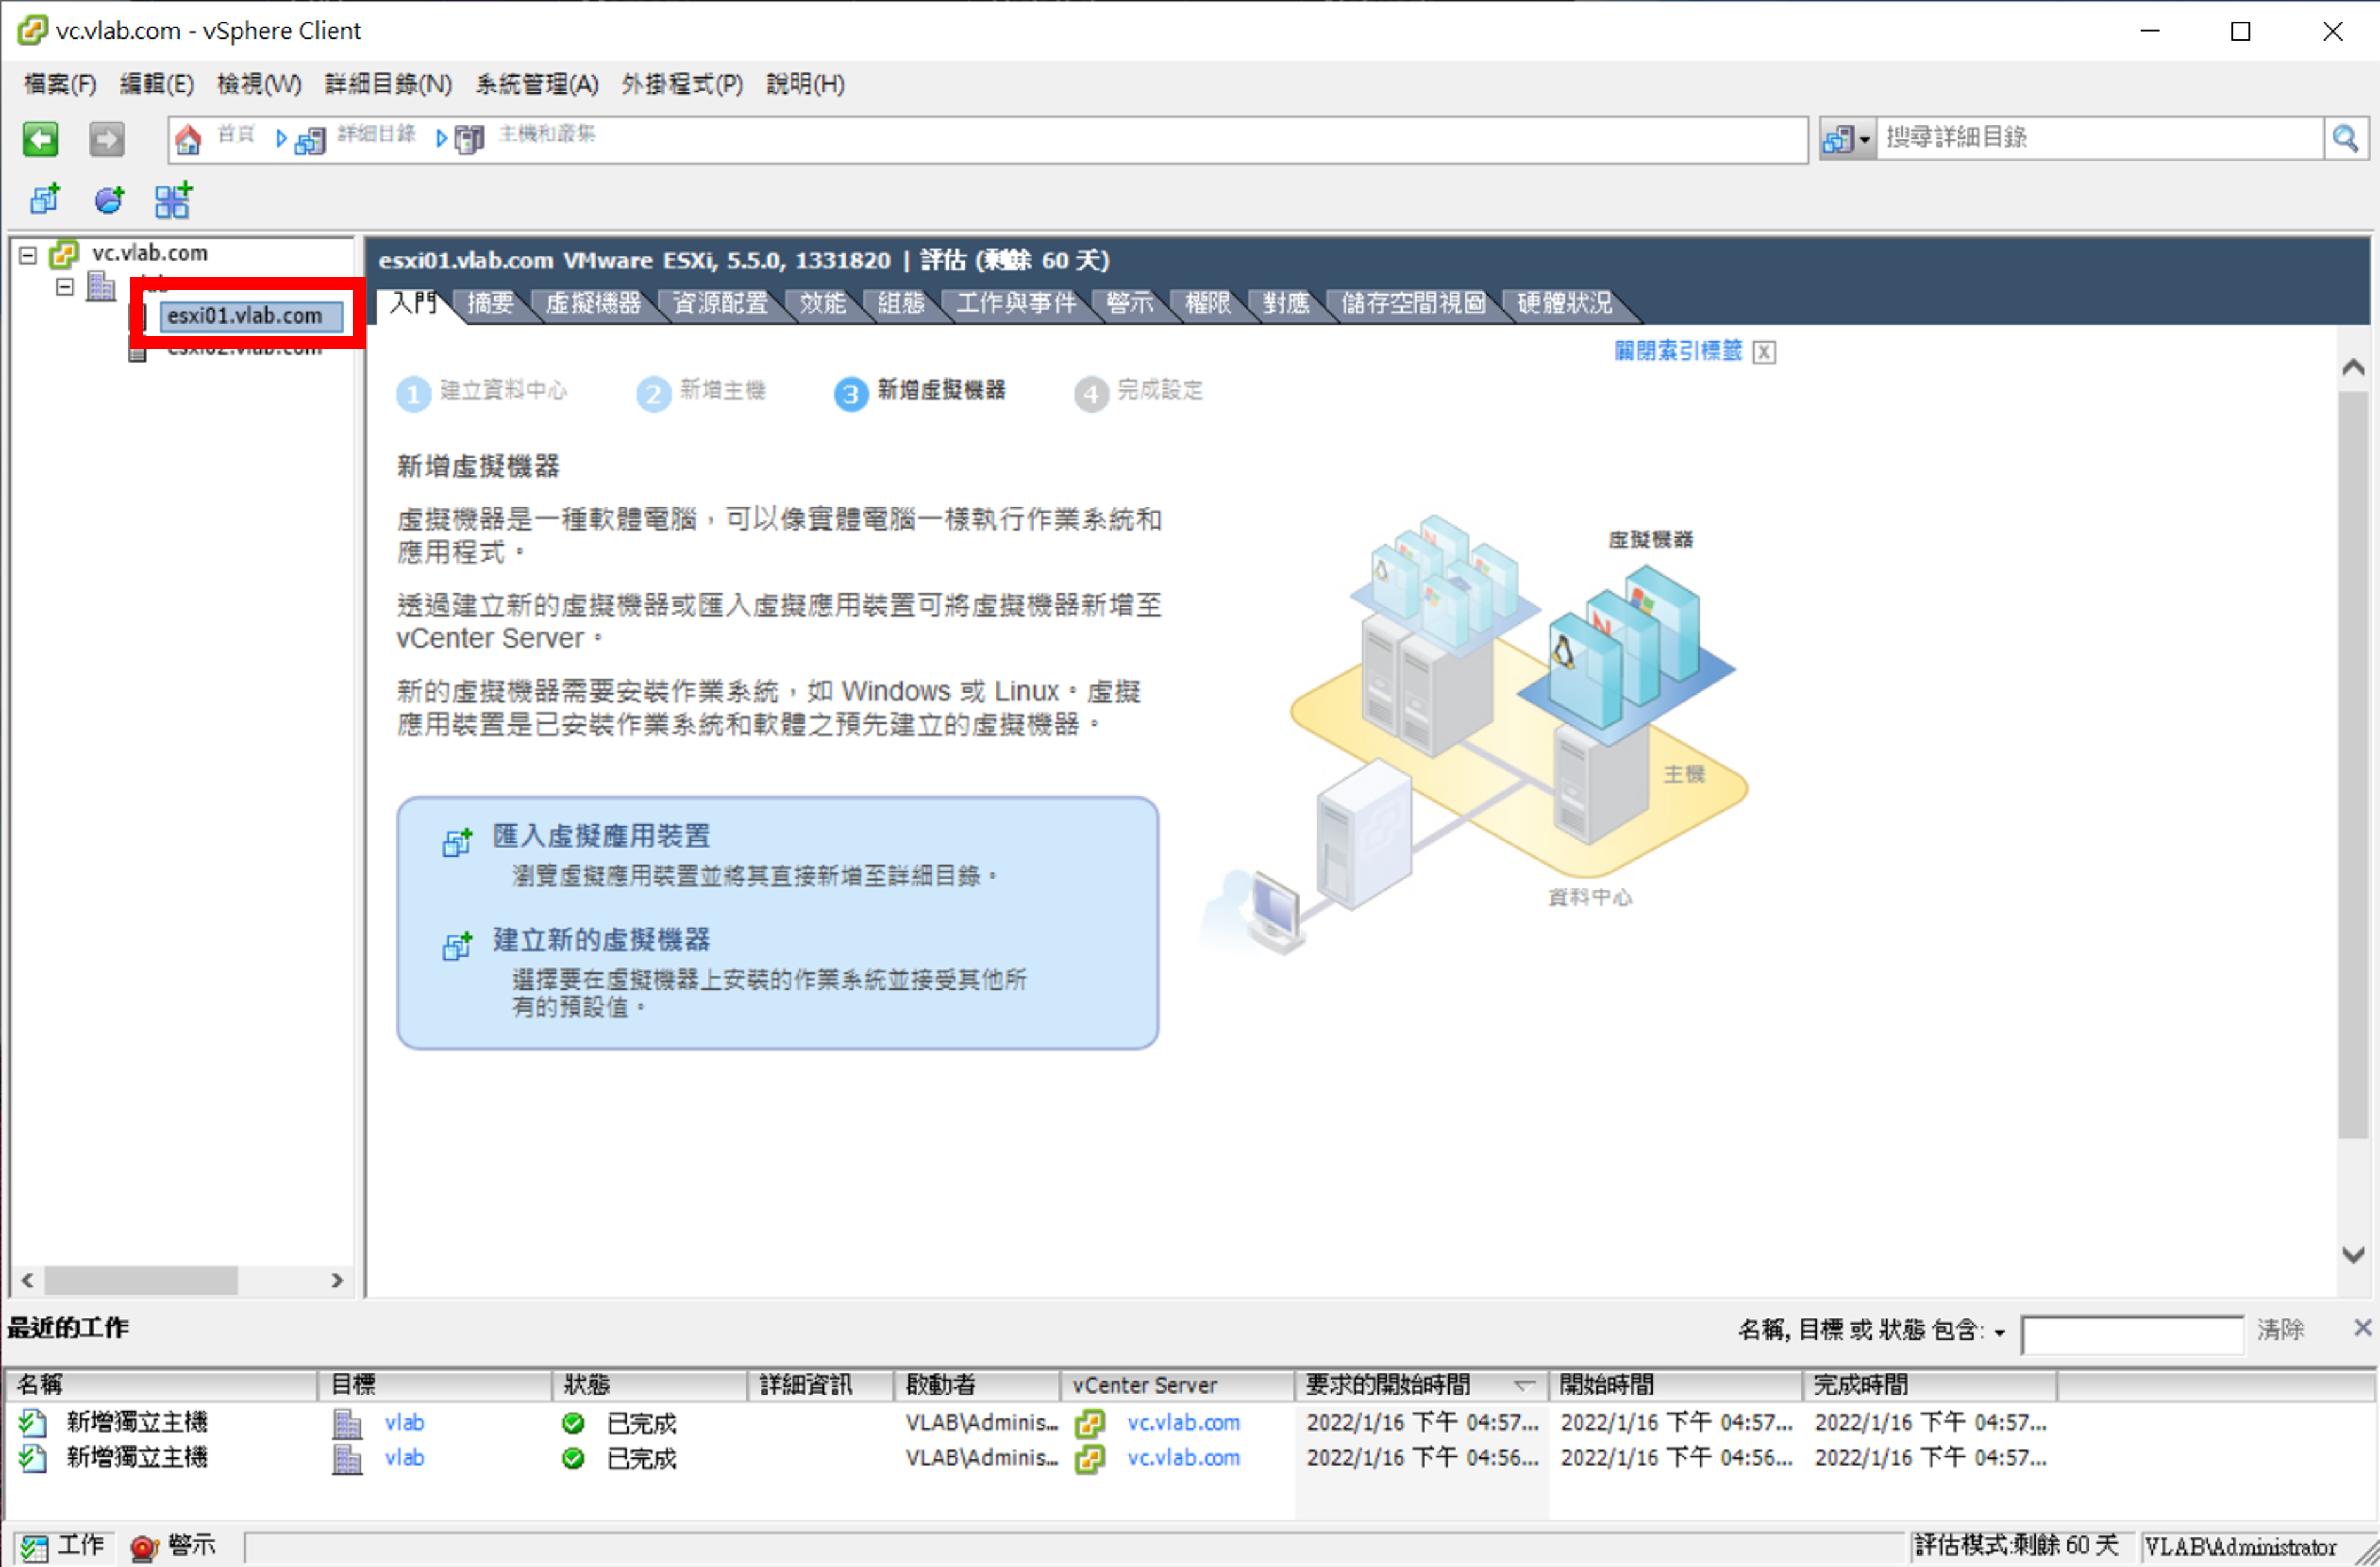 vc.vlab.com - vSphere Client
檔案(F) 編輯(E) 檢視(W) 詳細目錄(N) 系統管理(A) 外掛程式(P) 說明(H)
首頁 詳細目錄 主機和叢集 搜尋詳細目錄
vc.vlab.com
esxi01.vlab.com
esxi02.vlab.com
esxi01.vlab.com VMware ESXi, 5.5.0, 1331820 | 評估 (剩餘 60 天)
入門 摘要 虛擬機器 資源配置 效能 組態 工作與事件 警示 權限 對應 儲存空間視圖 硬體狀況
關閉索引標籤 X
1 建立資料中心 2 新增主機 3 新增虛擬機器 4 完成設定
新增虛擬機器
虛擬機器是一種軟體電腦，可以像實體電腦一樣執行作業系統和
應用程式。
透過建立新的虛擬機器或匯入虛擬應用裝置可將虛擬機器新增至
vCenter Server。
新的虛擬機器需要安裝作業系統，如 Windows 或 Linux。虛擬
應用裝置是已安裝作業系統和軟體之預先建立的虛擬機器。
匯入虛擬應用裝置
瀏覽虛擬應用裝置並將其直接新增至詳細目錄。
建立新的虛擬機器
選擇要在虛擬機器上安裝的作業系統並接受其他所
有的預設值。
虛擬機器
主機
資料中心
最近的工作 名稱, 目標 或 狀態 包含: 清除
名稱 目標 狀態 詳細資訊 啟動者 vCenter Server 要求的開始時間 開始時間 完成時間
新增獨立主機 vlab 已完成 VLAB\Adminis... vc.vlab.com 2022/1/16 下午 04:57... 2022/1/16 下午 04:57... 2022/1/16 下午 04:57...
新增獨立主機 vlab 已完成 VLAB\Adminis... vc.vlab.com 2022/1/16 下午 04:56... 2022/1/16 下午 04:56... 2022/1/16 下午 04:57...
工作 警示 評估模式:剩餘 60 天 VLAB\Administrator